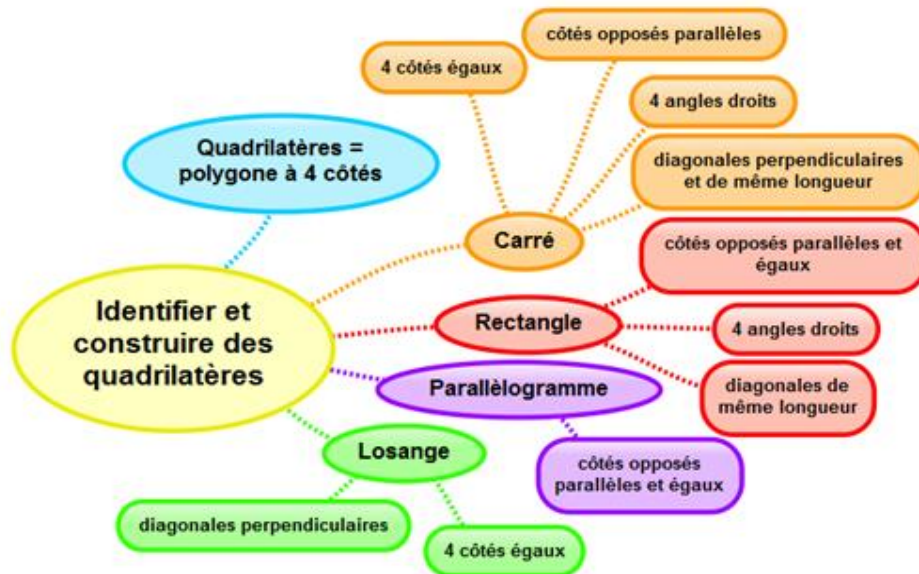 côtés opposés parallèles
4 côtés égaux
4 angles droits
Quadrilatères =
polygone à 4 côtés
diagonales perpendiculaires
et de même longueur
Carré
côtés opposés parallèles et
égaux
Identifier et
construire des
quadrilatères
Rectangle
4 angles droits
Parallèlogramme
diagonales de
même longueur
Losange
côtés opposés
parallèles et égaux
diagonales perpendiculaires
4 côtés égaux